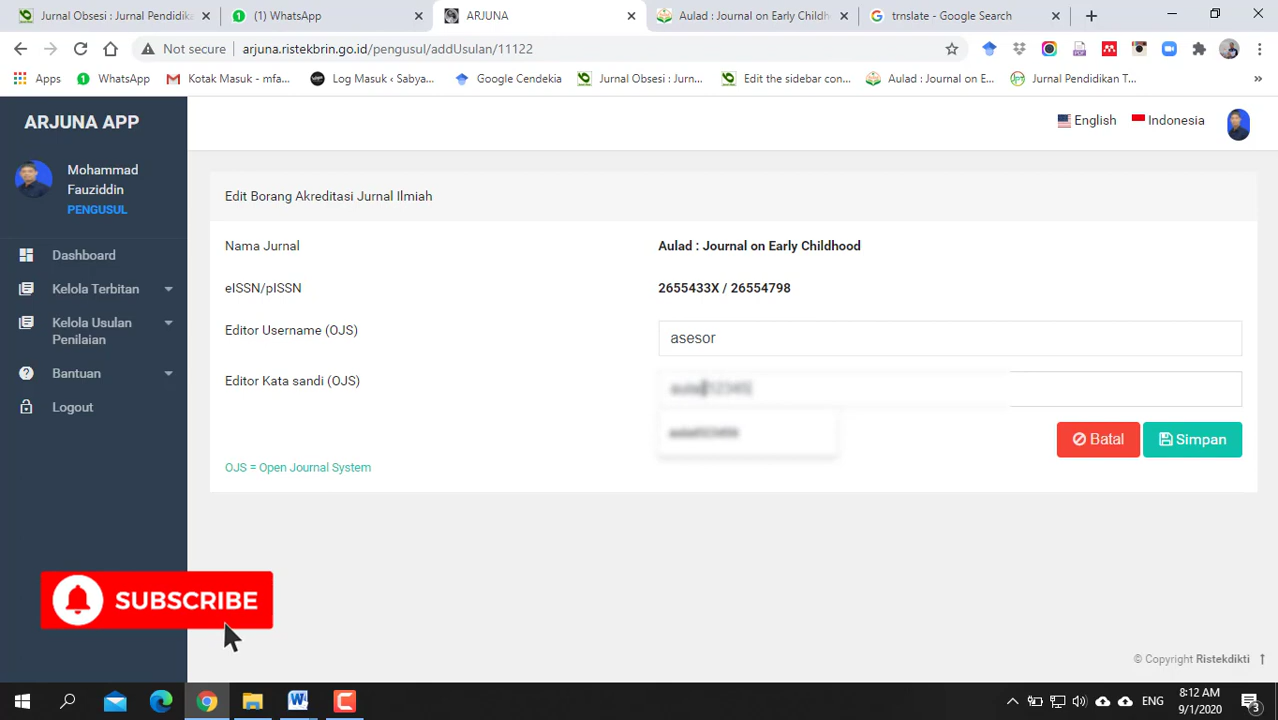 Jurnal Obsesi : Jurnal Pendidik
(1) WhatsApp
ARJUNA
Aulad : Journal on Early Childh
trnslate - Google Search
Not secure
arjuna.ristekbrin.go.id/pengusul/addUsulan/11122
Apps
WhatsApp
Kotak Masuk - mfa...
Log Masuk ‹ Sabya...
Google Cendekia
Jurnal Obsesi : Jurn...
Edit the sidebar con...
Aulad : Journal on E...
Jurnal Pendidikan T...
»
ARJUNA APP
English
Indonesia
Mohammad
Fauziddin
PENGUSUL
Dashboard
Kelola Terbitan
Kelola Usulan
Penilaian
Bantuan
Logout
Edit Borang Akreditasi Jurnal Ilmiah
Nama Jurnal
Aulad : Journal on Early Childhood
eISSN/pISSN
2655433X / 26554798
Editor Username (OJS)
asesor
Editor Kata sandi (OJS)
Batal
Simpan
OJS = Open Journal System
SUBSCRIBE
© Copyright Ristekdikti
ENG
8:12 AM
9/1/2020
3